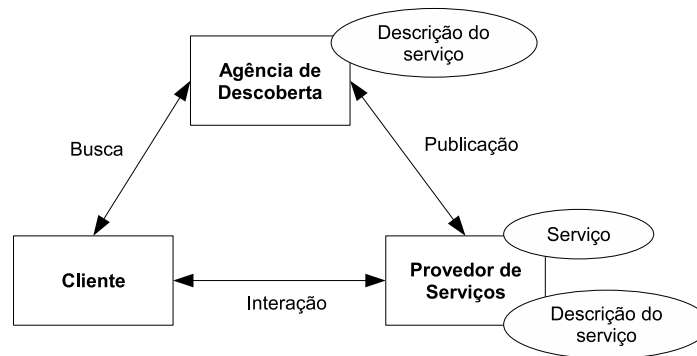 Descrição do
serviço
Agência de
Descoberta
Busca
Publicação
Serviço
Cliente
Provedor de
Serviços
Interação
Descrição do
serviço